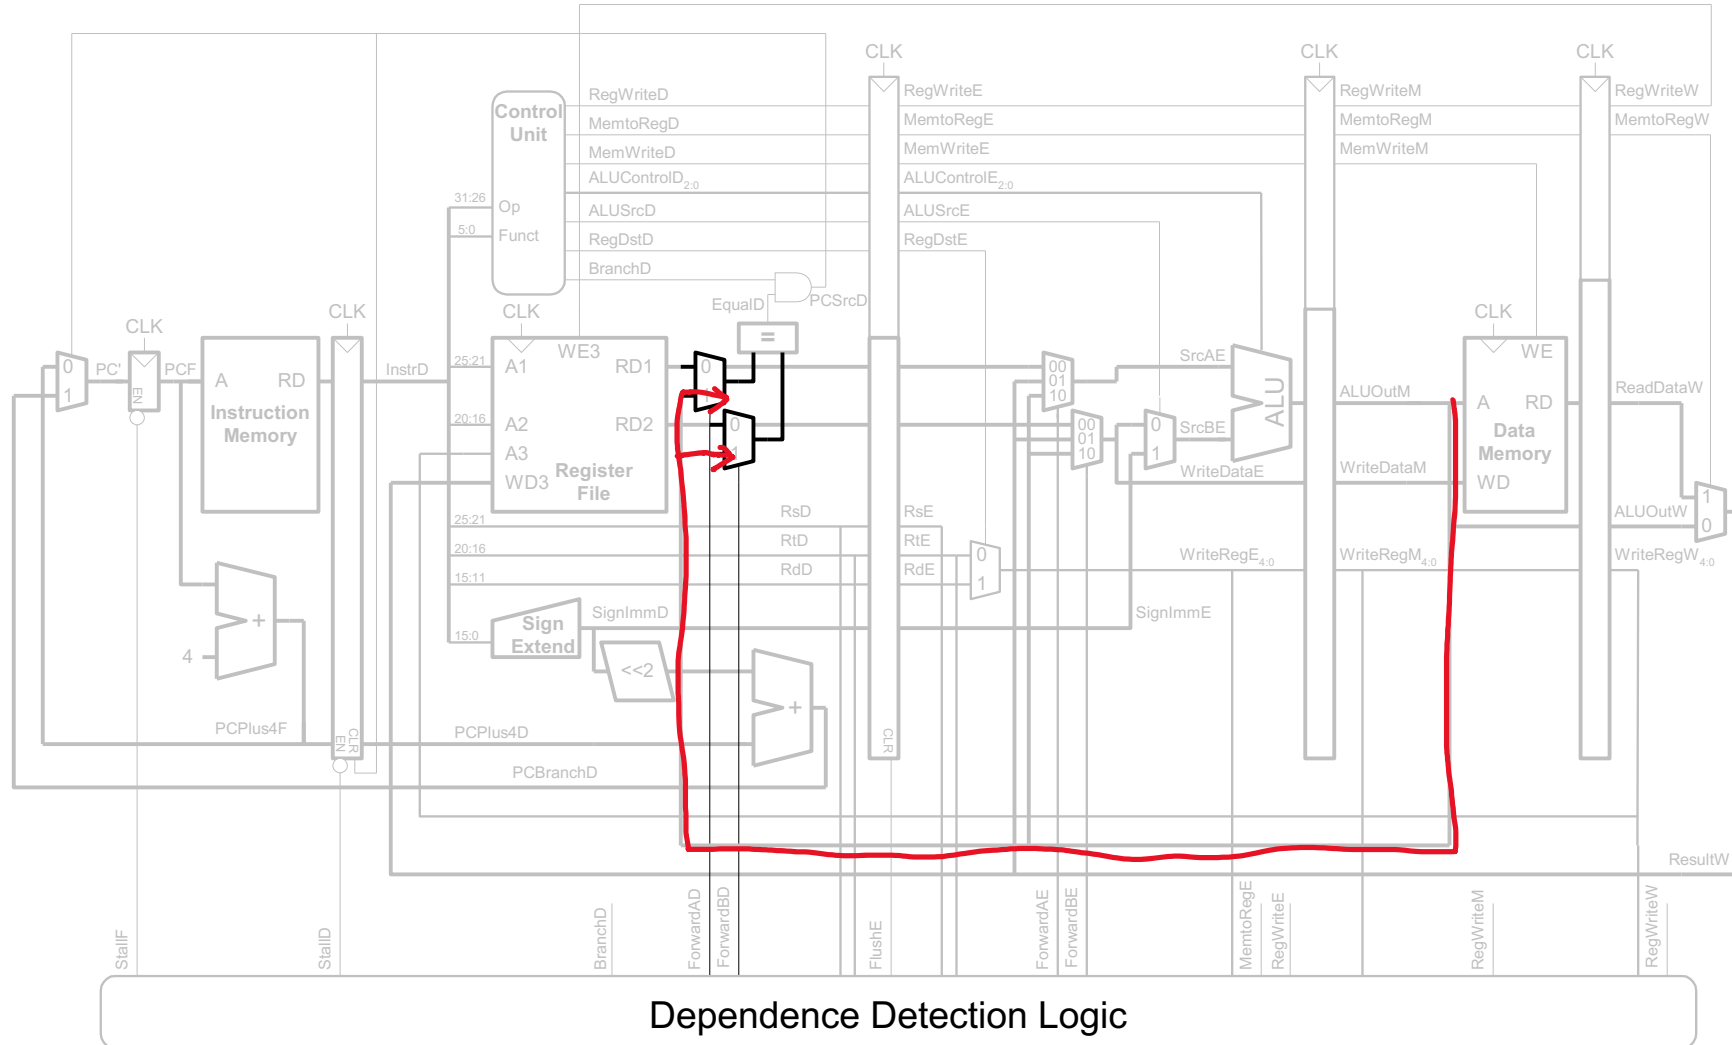 CLK
CLK
CLK
RegWriteD
RegWriteE
RegWriteM
RegWriteW
Control
Unit
MemtoRegD
MemtoRegE
MemtoRegM
MemtoRegW
MemWriteD
MemWriteE
MemWriteM
ALUControlD2:0
ALUControlE2:0
31:26
Op
ALUSrcD
ALUSrcE
5:0
Funct
RegDstD
RegDstE
BranchD
EqualD
PCSrcD
CLK
CLK
CLK
CLK
=
WE3
WE
0
1
PC'
EN
PCF
A
RD
Instruction
Memory
InstrD
25:21
A1
RD1
0
1
00
01
10
SrcAE
ALU
ALUOutM
A
RD
ReadDataW
20:16
A2
RD2
0
1
00
01
10
0
1
SrcBE
Data
Memory
A3
WD3
Register
File
WriteDataE
WriteDataM
WD
1
0
25:21
RsD
RsE
ALUOutW
20:16
RtD
RtE
0
1
WriteRegE4:0
WriteRegM4:0
WriteRegW4:0
15:11
RdD
RdE
SignImmD
SignImmE
Sign
Extend
15:0
+
4
<<2
+
PCPlus4F
EN
CLR
PCPlus4D
CLR
PCBranchD
ResultW
StallF
StallD
BranchD
ForwardAD
ForwardBD
FlushE
ForwardAE
ForwardBE
MemtoRegE
RegWriteE
RegWriteM
RegWriteW
Dependence Detection Logic